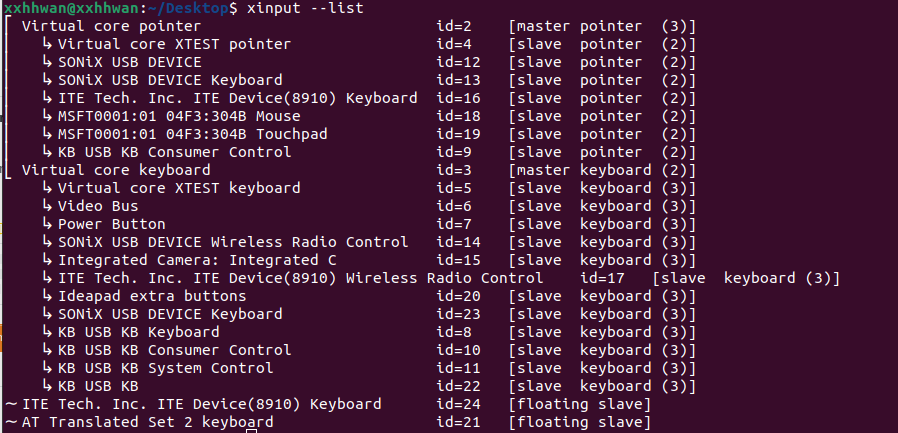 xxhhwan@xxhhwan:~/Desktop$ xinput --list
⎡ Virtual core pointer                    id=2    [master pointer  (3)]
⎜   ↳ Virtual core XTEST pointer                id=4    [slave  pointer  (2)]
⎜   ↳ SONiX USB DEVICE                          id=12   [slave  pointer  (2)]
⎜   ↳ SONiX USB DEVICE Keyboard                 id=13   [slave  pointer  (2)]
⎜   ↳ ITE Tech. Inc. ITE Device(8910) Keyboard  id=16   [slave  pointer  (2)]
⎜   ↳ MSFT0001:01 04F3:304B Mouse               id=18   [slave  pointer  (2)]
⎜   ↳ MSFT0001:01 04F3:304B Touchpad            id=19   [slave  pointer  (2)]
⎜   ↳ KB USB KB Consumer Control                id=9    [slave  pointer  (2)]
⎣ Virtual core keyboard                   id=3    [master keyboard (2)]
    ↳ Virtual core XTEST keyboard               id=5    [slave  keyboard (3)]
    ↳ Video Bus                                 id=6    [slave  keyboard (3)]
    ↳ Power Button                              id=7    [slave  keyboard (3)]
    ↳ SONiX USB DEVICE Wireless Radio Control   id=14   [slave  keyboard (3)]
    ↳ Integrated Camera: Integrated C           id=15   [slave  keyboard (3)]
    ↳ ITE Tech. Inc. ITE Device(8910) Wireless Radio Control    id=17   [slave  keyboard (3)]
    ↳ Ideapad extra buttons                     id=20   [slave  keyboard (3)]
    ↳ SONiX USB DEVICE Keyboard                 id=23   [slave  keyboard (3)]
    ↳ KB USB KB Keyboard                        id=8    [slave  keyboard (3)]
    ↳ KB USB KB Consumer Control                id=10   [slave  keyboard (3)]
    ↳ KB USB KB System Control                  id=11   [slave  keyboard (3)]
    ↳ KB USB KB                                 id=22   [slave  keyboard (3)]
~ ITE Tech. Inc. ITE Device(8910) Keyboard      id=24   [floating slave]
~ AT Translated Set 2 keyboard                  id=21   [floating slave]